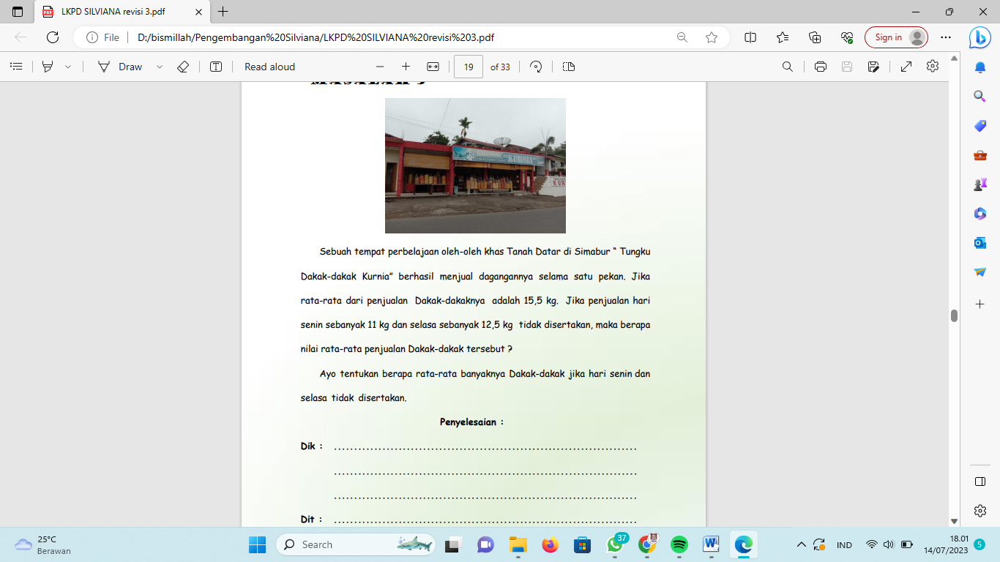 LKPD SILVIANA revisi 3.pdf
File D:/bismillah/Pengembangan%20Silviana/LKPD%20SILVIANA%20revisi%203.pdf
Sign in
Draw
Read aloud
19 of 33
KURNIA
Sebuah tempat perbelajaan oleh-oleh khas Tanah Datar di Simabur “ Tungku
Dakak-dakak Kurnia” berhasil menjual dagangannya selama satu pekan. Jika
rata-rata dari penjualan Dakak-dakaknya adalah 15,5 kg. Jika penjualan hari
senin sebanyak 11 kg dan selasa sebanyak 12,5 kg tidak disertakan, maka berapa
nilai rata-rata penjualan Dakak-dakak tersebut ?
Ayo tentukan berapa rata-rata banyaknya Dakak-dakak jika hari senin dan
selasa tidak disertakan.
Penyelesaian :
Dik : ...........................................................................
...........................................................................
...........................................................................
Dit : ...........................................................................
25°C
Berawan
Search
37
IND
18.01
14/07/2023
5